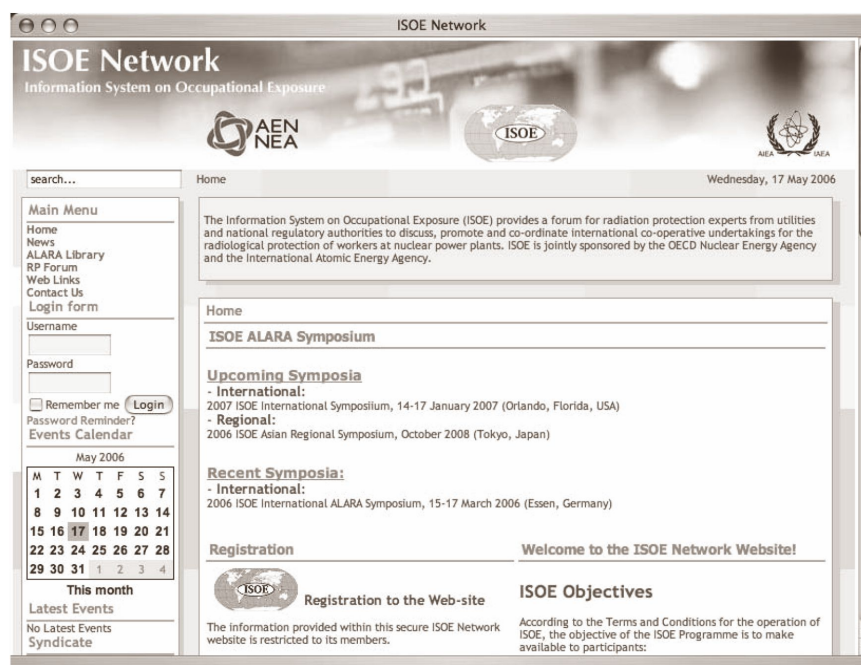 ISOE Network
ISOE Network
Information System on Occupational Exposure
AEN
NEA
ISOE
AIEA IAEA
search...
Home
Wednesday, 17 May 2006
Main Menu
Home
News
ALARA Library
RP Forum
Web Links
Contact Us
Login form
Username
Password
Remember me Login
Password Reminder?
Events Calendar
May 2006
M T W T F S S
1 2 3 4 5 6 7
8 9 10 11 12 13 14
15 16 17 18 19 20 21
22 23 24 25 26 27 28
29 30 31 1 2 3 4
This month
Latest Events
No Latest Events
Syndicate
The Information System on Occupational Exposure (ISOE) provides a forum for radiation protection experts from utilities
and national regulatory authorities to discuss, promote and co-ordinate international co-operative undertakings for the
radiological protection of workers at nuclear power plants. ISOE is jointly sponsored by the OECD Nuclear Energy Agency
and the International Atomic Energy Agency.
Home
ISOE ALARA Symposium
Upcoming Symposia
- International:
2007 ISOE International Symposiium, 14-17 January 2007 (Orlando, Florida, USA)
- Regional:
2006 ISOE Asian Regional Symposium, October 2008 (Tokyo, Japan)
Recent Symposia:
- International:
2006 ISOE International ALARA Symposium, 15-17 March 2006 (Essen, Germany)
Registration
ISOE
Registration to the Web-site
The information provided within this secure ISOE Network
website is restricted to its members.
Welcome to the ISOE Network Website!
ISOE Objectives
According to the Terms and Conditions for the operation of
ISOE, the objective of the ISOE Programme is to make
available to participants: